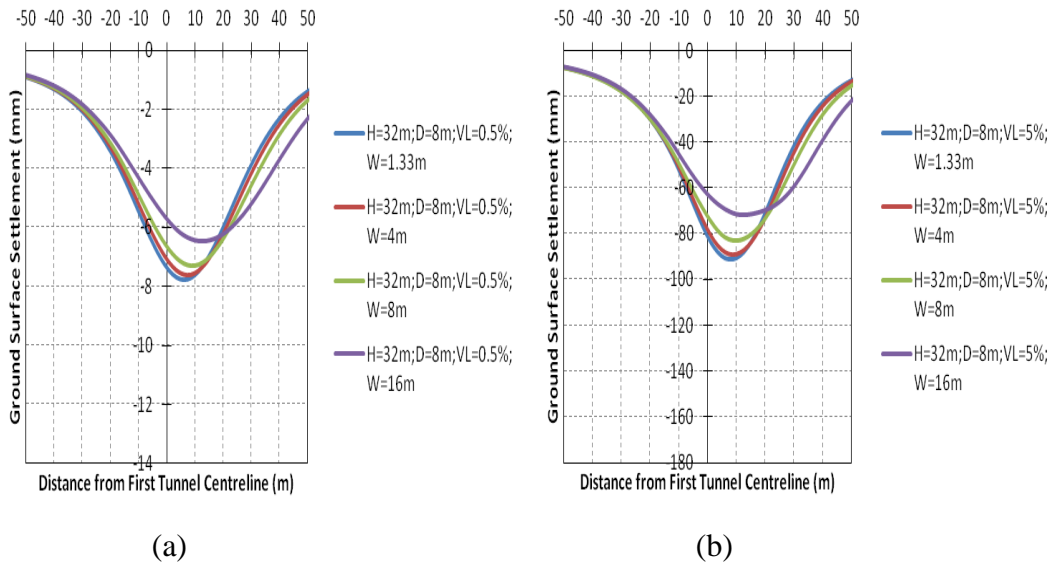 -50 -40 -30 -20 -10 0 10 20 30 40 50
0
-2
-4
-6
-8
-10
-12
-14
Ground Surface Settlement (mm)
Distance from First Tunnel Centreline (m)
H=32m;D=8m;VL=0.5%;
W=1.33m
H=32m;D=8m;VL=0.5%;
W=4m
H=32m;D=8m;VL=0.5%;
W=8m
H=32m;D=8m;VL=0.5%;
W=16m
(a)
-50 -40 -30 -20 -10 0 10 20 30 40 50
0
-20
-40
-60
-80
-100
-120
-140
-160
-180
Ground Surface Settlement (mm)
Distance from First Tunnel Centreline (m)
H=32m;D=8m;VL=5%;
W=1.33m
H=32m;D=8m;VL=5%;
W=4m
H=32m;D=8m;VL=5%;
W=8m
H=32m;D=8m;VL=5%;
W=16m
(b)